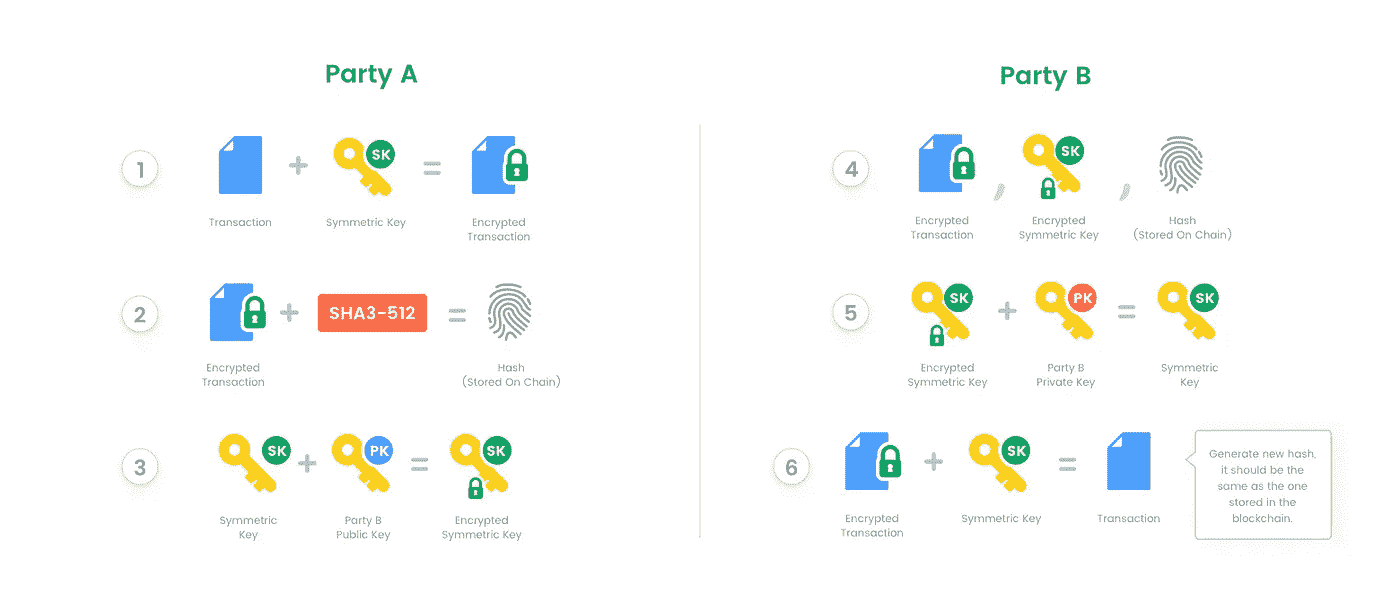 Party A
1
+
SK
=
Transaction
Symmetric Key
Encrypted
Transaction
2
+
SHA3-512
=
Encrypted
Transaction
Hash
(Stored On Chain)
3
SK
+
PK
=
SK
Symmetric
Key
Party B
Public Key
Encrypted
Symmetric Key
Party B
4
,
SK
,
Encrypted
Transaction
Encrypted
Symmetric Key
Hash
(Stored On Chain)
5
SK
+
PK
=
SK
Encrypted
Symmetric Key
Party B
Private Key
Symmetric
Key
6
+
SK
=
Encrypted
Transaction
Symmetric Key
Transaction
Generate new hash,
it should be the
same as the one
stored in the
blockchain.